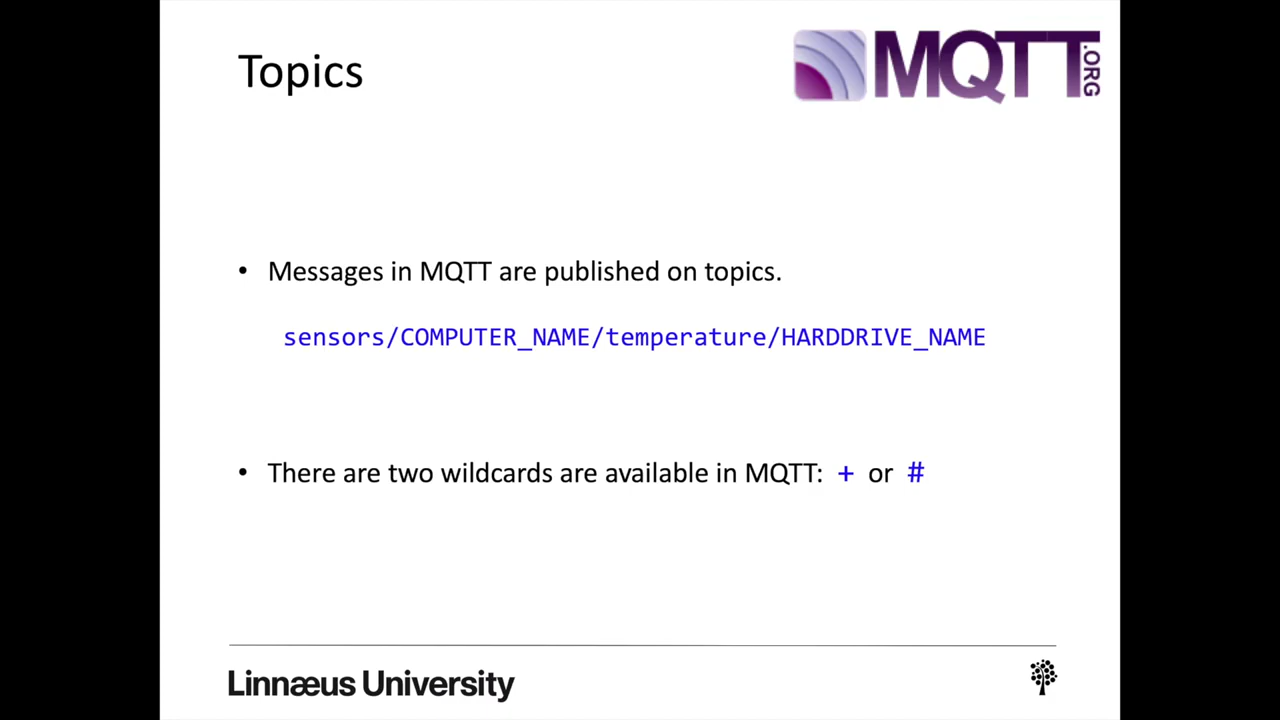 Topics
MQTT.ORG
• Messages in MQTT are published on topics.
sensors/COMPUTER_NAME/temperature/HARDDRIVE_NAME
• There are two wildcards are available in MQTT: + or #
Linnæus University